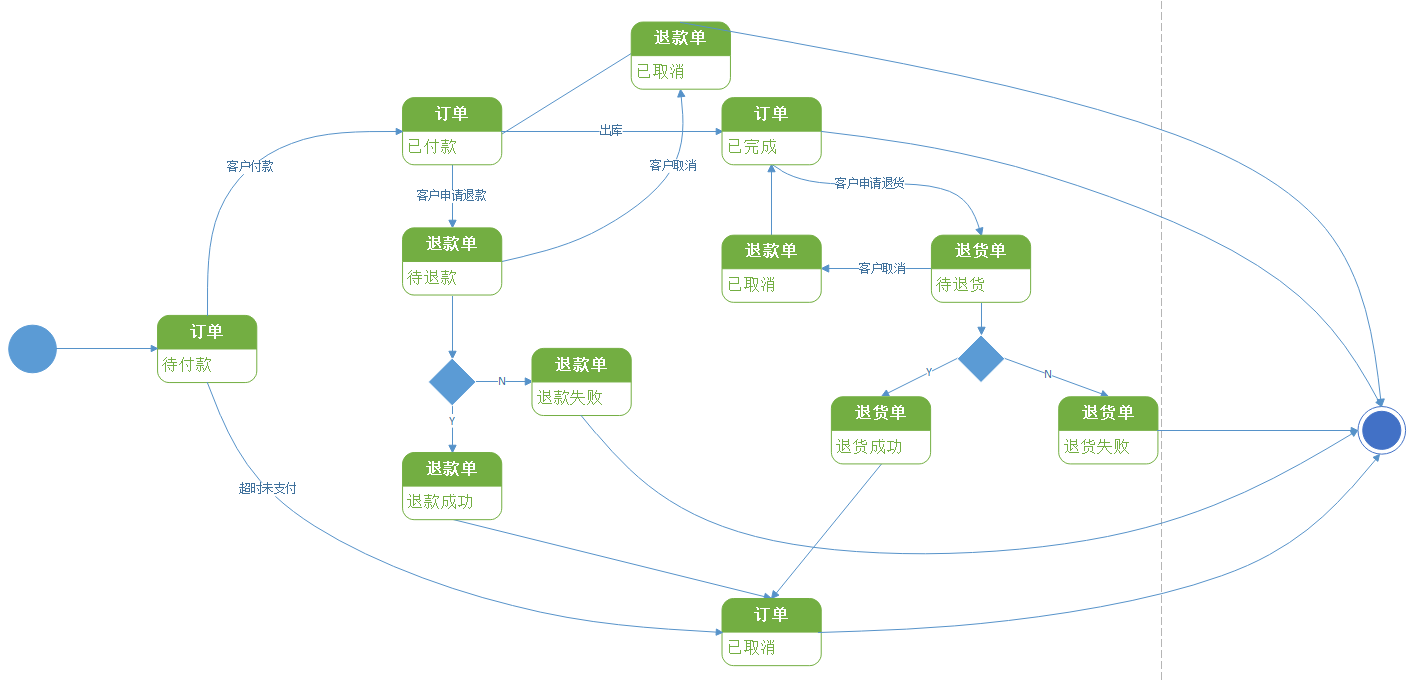 退款单
已取消
订单
已付款
出库
订单
已完成
客户付款
客户申请退款
客户取消
客户申请退货
退款单
待退款
退款单
已取消
客户取消
退货单
待退货
订单
待付款
退款单
退款失败
N
Y
Y
N
退货单
退货成功
退货单
退货失败
退款单
退款成功
超时未支付
订单
已取消